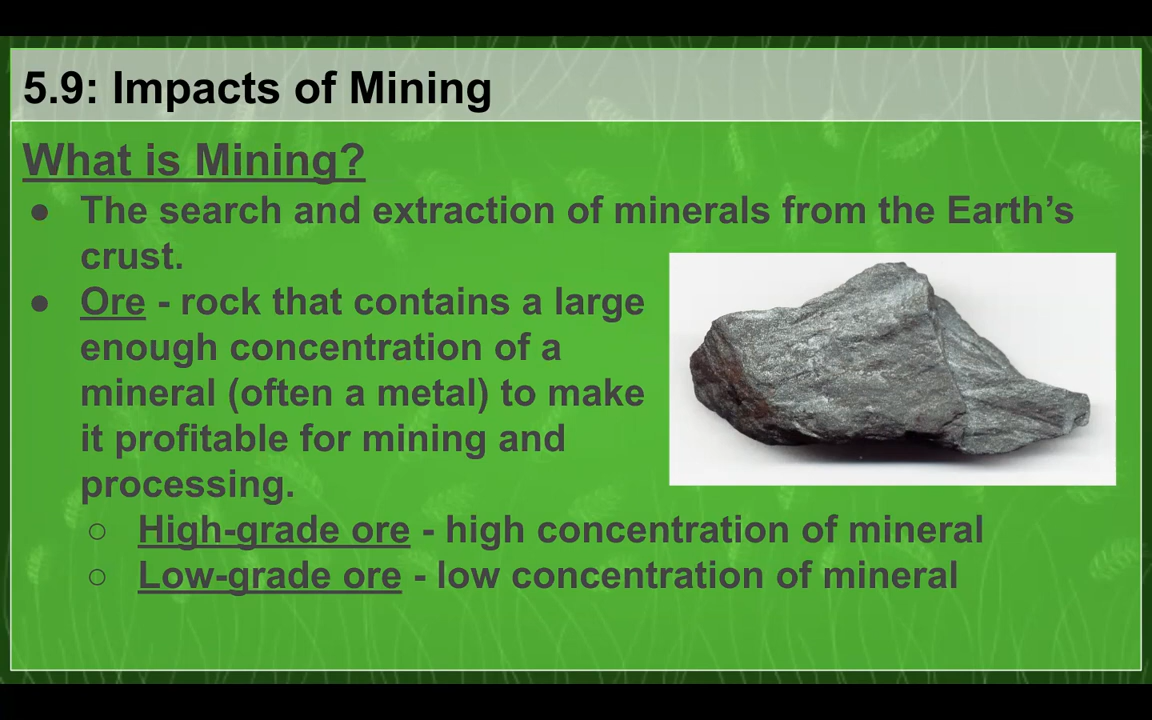 5.9: Impacts of Mining
What is Mining?
● The search and extraction of minerals from the Earth’s
crust.
● Ore - rock that contains a large
enough concentration of a
mineral (often a metal) to make
it profitable for mining and
processing.
○ High-grade ore - high concentration of mineral
○ Low-grade ore - low concentration of mineral